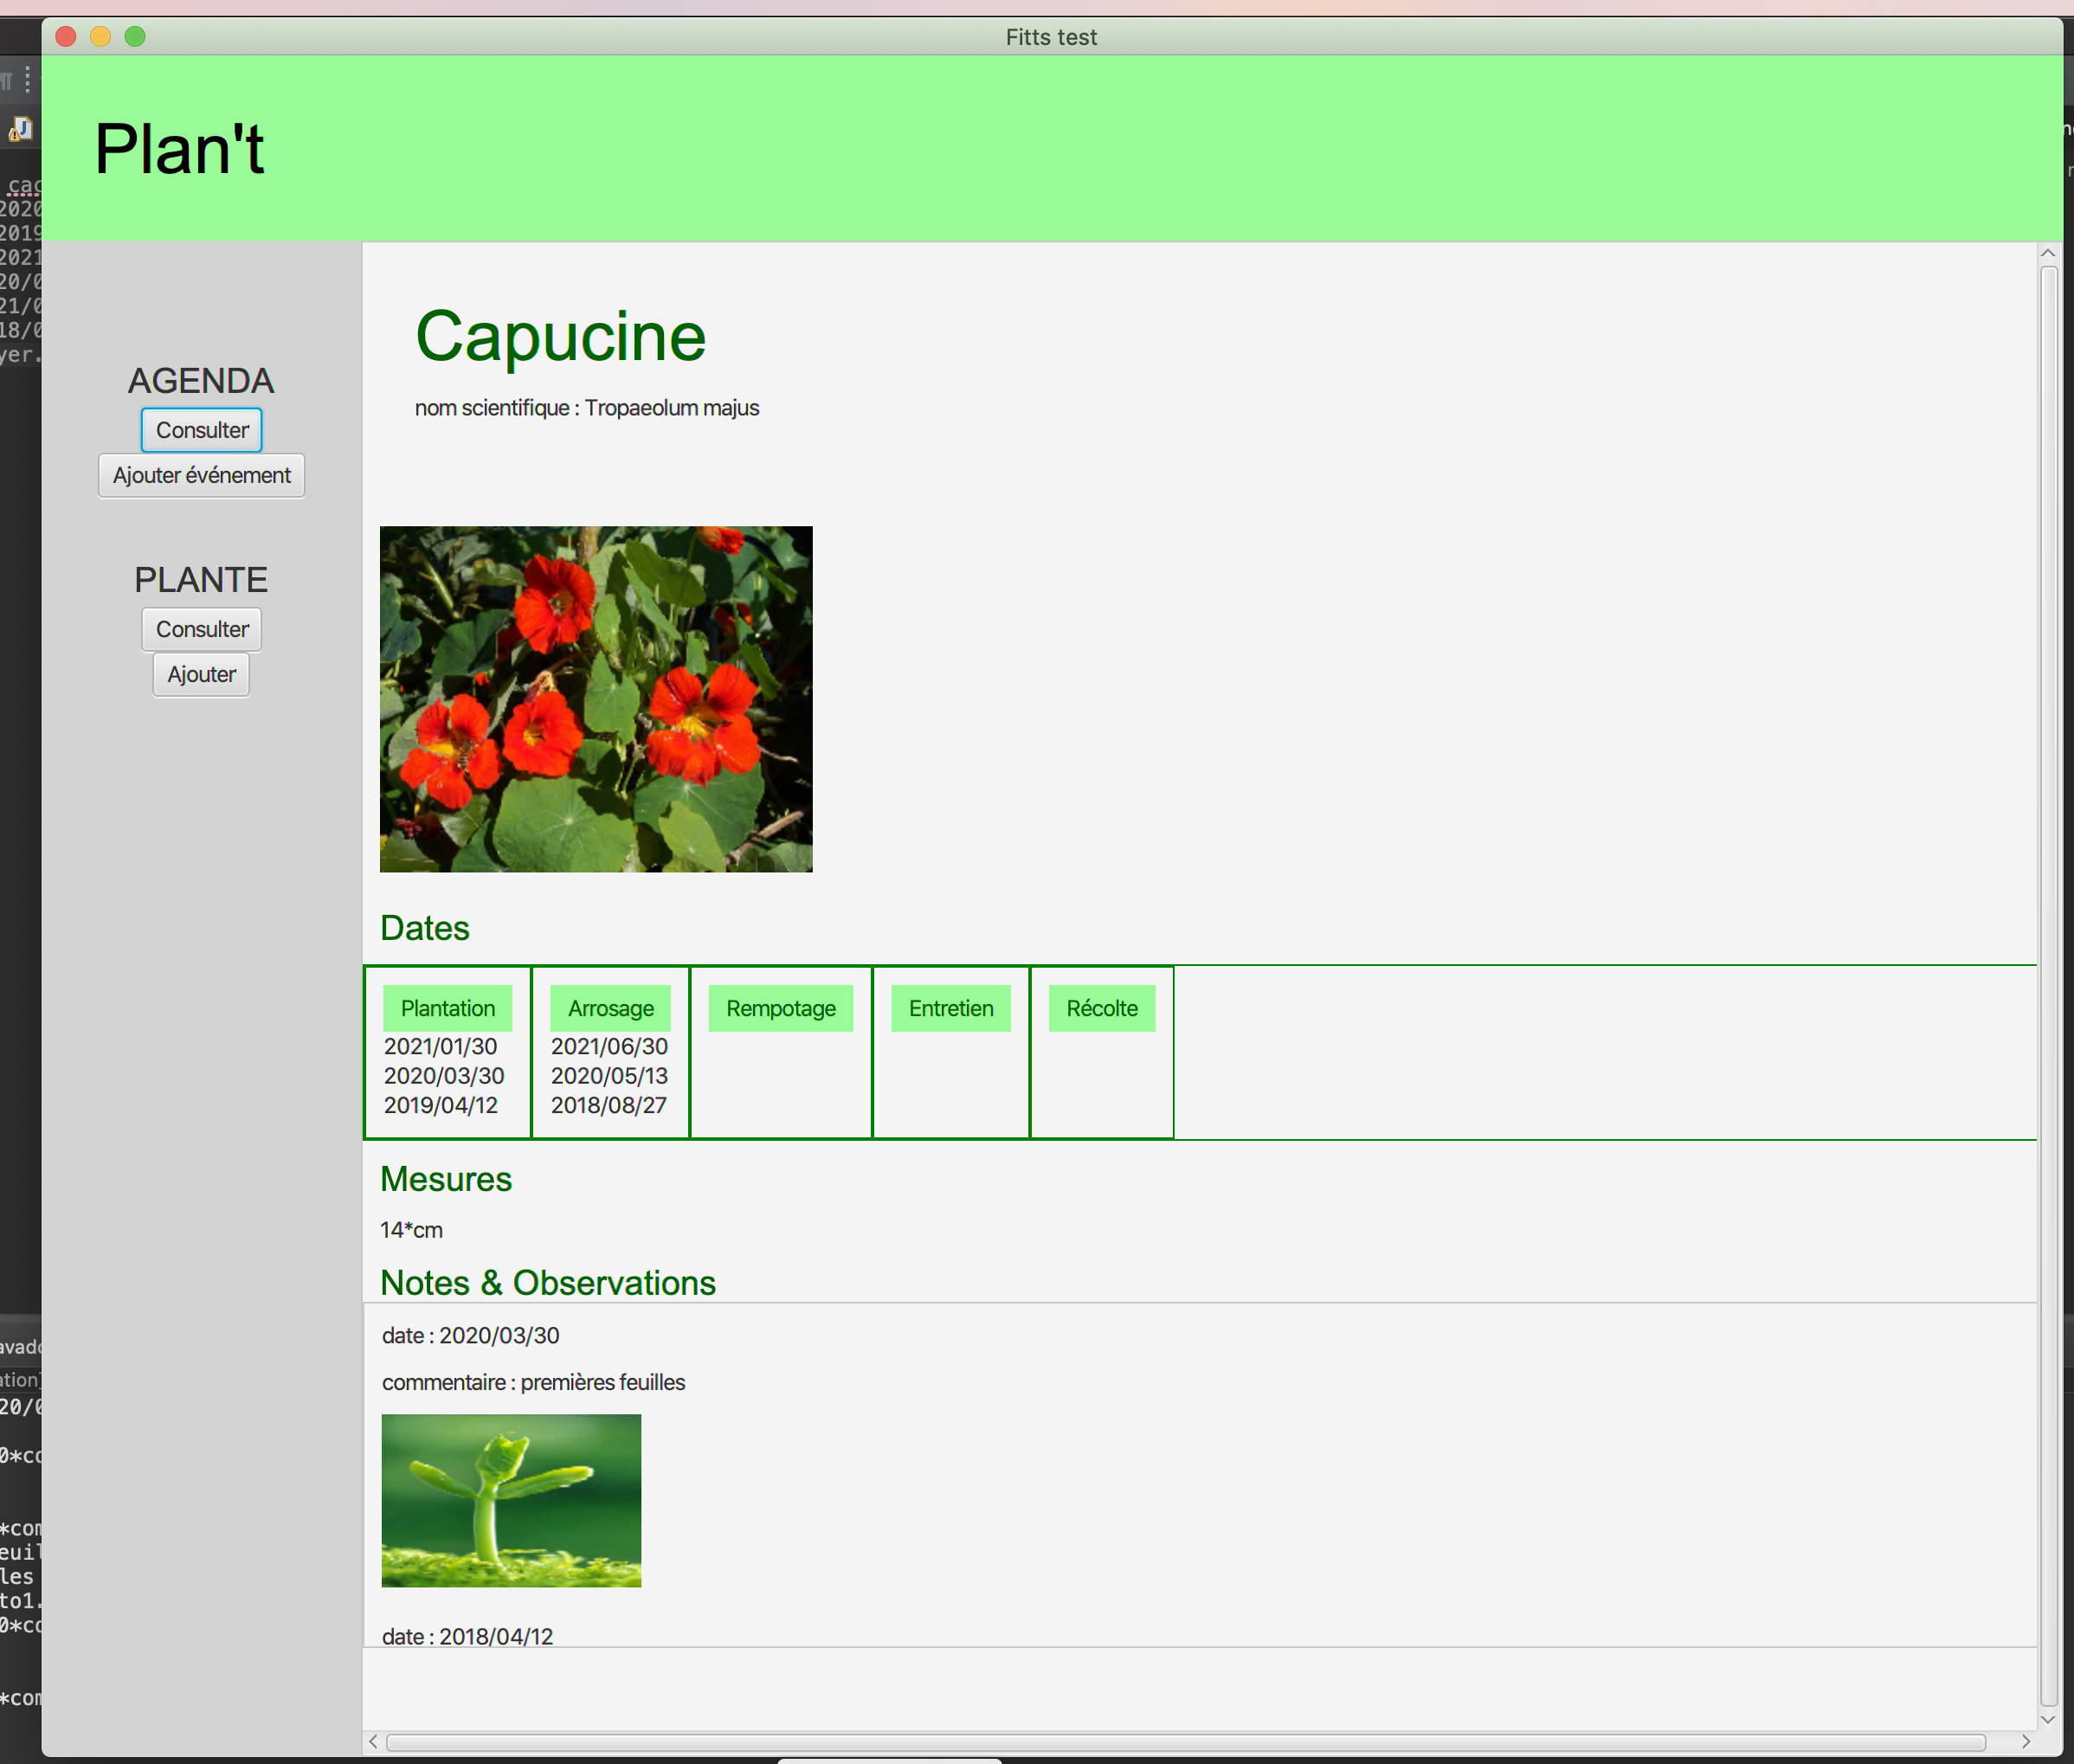 Fitts test
Plan't
AGENDA
Consulter
Ajouter événement
PLANTE
Consulter
Ajouter
Capucine
nom scientifique : Tropaeolum majus
Dates
Plantation Arrosage Rempotage Entretien Récolte
2021/01/30 2021/06/30
2020/03/30 2020/05/13
2019/04/12 2018/08/27
Mesures
14*cm
Notes & Observations
date : 2020/03/30
commentaire : premières feuilles
date : 2018/04/12